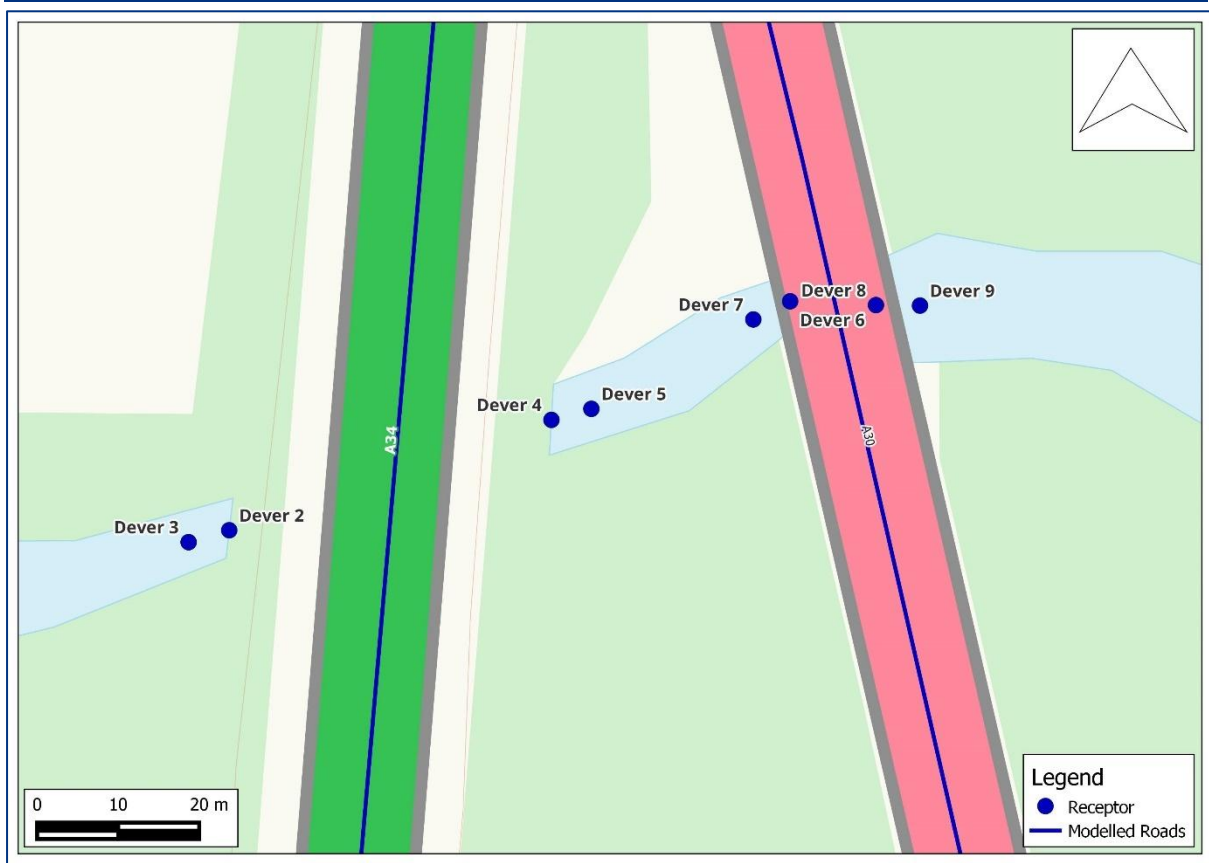 Dever 8
Dever 9
Dever 7
Dever 6
Dever 5
Dever 4
A34
A30
Dever 2
Dever 3
0 10 20 m
Legend
Receptor
Modelled Roads